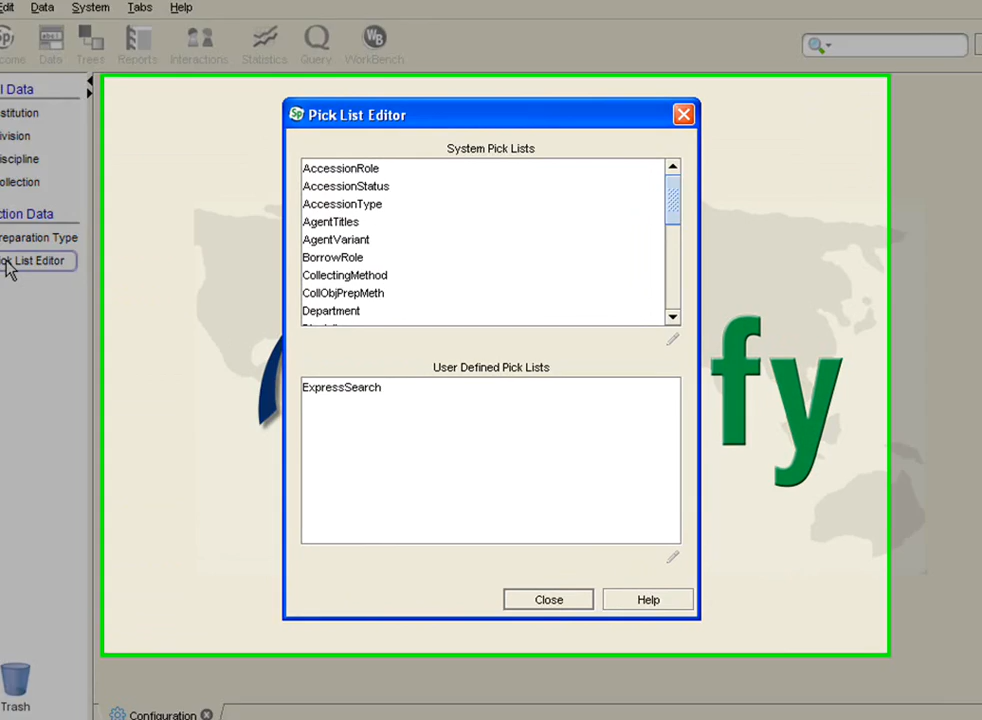 Edit Data System Tabs Help
Data Trees Reports Interactions Statistics Query WorkBench
Pick List Editor
System Pick Lists
AccessionRole
AccessionStatus
AccessionType
AgentTitles
AgentVariant
BorrowRole
CollectingMethod
CollObjPrepMeth
Department
User Defined Pick Lists
ExpressSearch
Close Help
l Data
stitution
ivision
iscipline
ollection
ction Data
reparation Type
ick List Editor
fy
Trash
Configuration